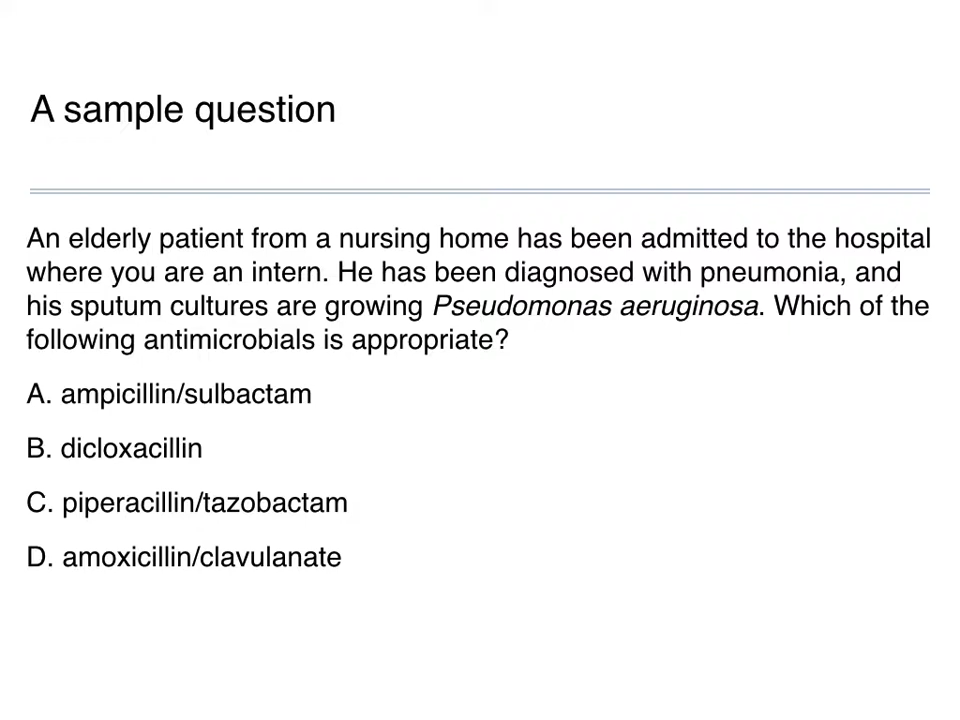 A sample question
An elderly patient from a nursing home has been admitted to the hospital
where you are an intern. He has been diagnosed with pneumonia, and
his sputum cultures are growing Pseudomonas aeruginosa. Which of the
following antimicrobials is appropriate?
A. ampicillin/sulbactam
B. dicloxacillin
C. piperacillin/tazobactam
D. amoxicillin/clavulanate